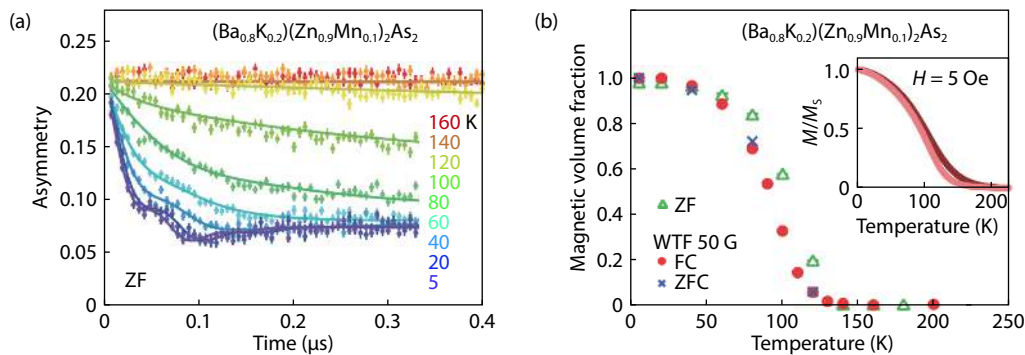 (a)
(Ba₀.₈K₀.₂)(Zn₀.₉Mn₀.₁)₂As₂
0.25
0.20
0.15
0.10
0.05
0
Asymmetry
160 K
140
120
100
80
60
40
20
5
ZF
0
0.1
0.2
0.3
0.4
Time (μs)
(b)
(Ba₀.₈K₀.₂)(Zn₀.₉Mn₀.₁)₂As₂
1.0
0.8
0.6
0.4
0.2
0
Magnetic volume fraction
ZF
WTF 50 G
FC
ZFC
H = 5 Oe
1.0
0.5
0
M/Mₛ
0
100
200
Temperature (K)
0
50
100
150
200
250
Temperature (K)